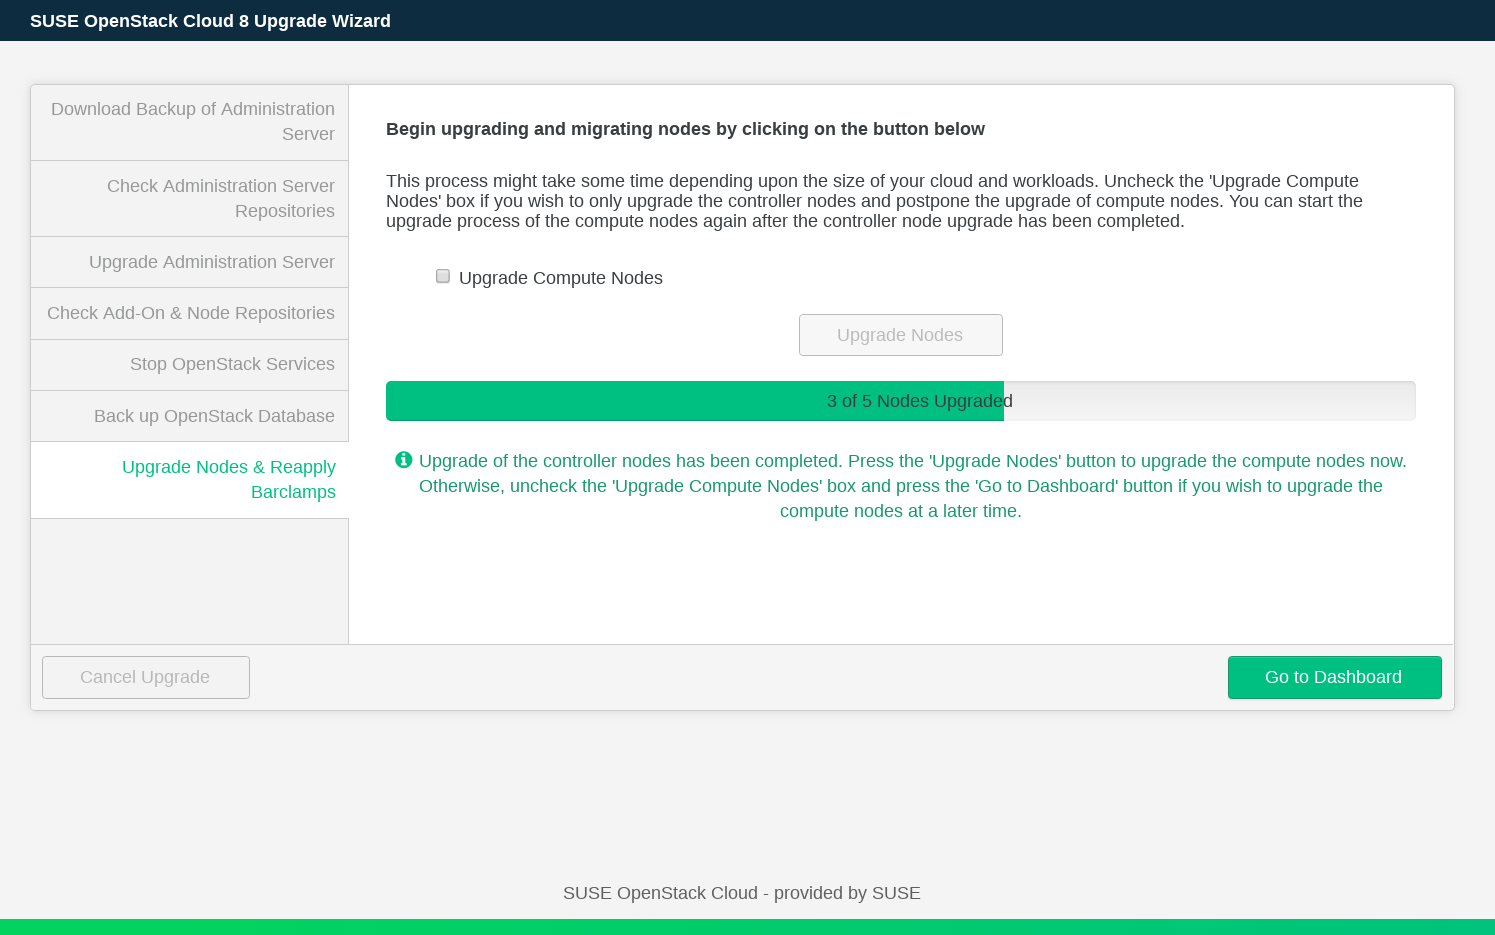 SUSE OpenStack Cloud 8 Upgrade Wizard
Download Backup of Administration
Server
Check Administration Server
Repositories
Upgrade Administration Server
Check Add-On & Node Repositories
Stop OpenStack Services
Back up OpenStack Database
Upgrade Nodes & Reapply
Barclamps
Begin upgrading and migrating nodes by clicking on the button below
This process might take some time depending upon the size of your cloud and workloads. Uncheck the 'Upgrade Compute
Nodes' box if you wish to only upgrade the controller nodes and postpone the upgrade of compute nodes. You can start the
upgrade process of the compute nodes again after the controller node upgrade has been completed.
Upgrade Compute Nodes
Upgrade Nodes
3 of 5 Nodes Upgraded
Upgrade of the controller nodes has been completed. Press the 'Upgrade Nodes' button to upgrade the compute nodes now.
Otherwise, uncheck the 'Upgrade Compute Nodes' box and press the 'Go to Dashboard' button if you wish to upgrade the
compute nodes at a later time.
Cancel Upgrade
Go to Dashboard
SUSE OpenStack Cloud - provided by SUSE